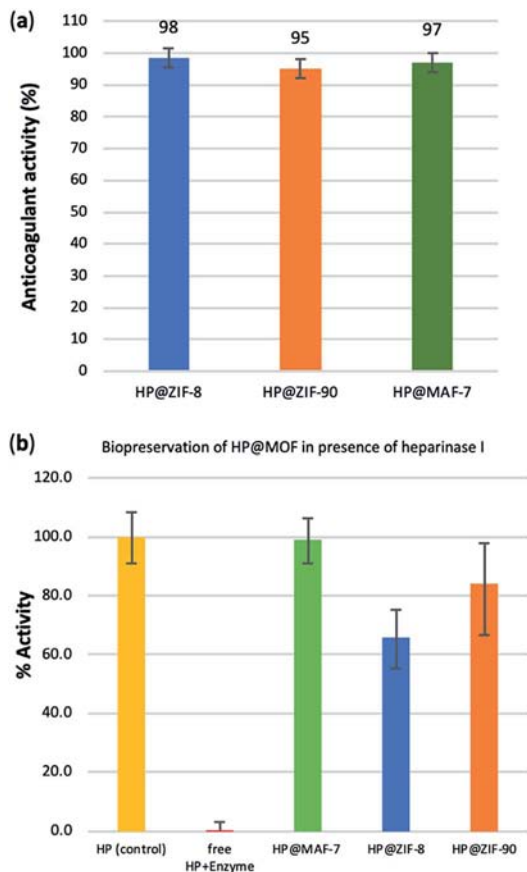 (a)
98
95
97
110
100
90
80
70
60
50
40
30
20
10
0
Anticoagulant activity (%)
HP@ZIF-8
HP@ZIF-90
HP@MAF-7
(b)
Biopreservation of HP@MOF in presence of heparinase I
120.0
100.0
80.0
60.0
40.0
20.0
0.0
% Activity
HP (control)
free
HP+Enzyme
HP@MAF-7
HP@ZIF-8
HP@ZIF-90